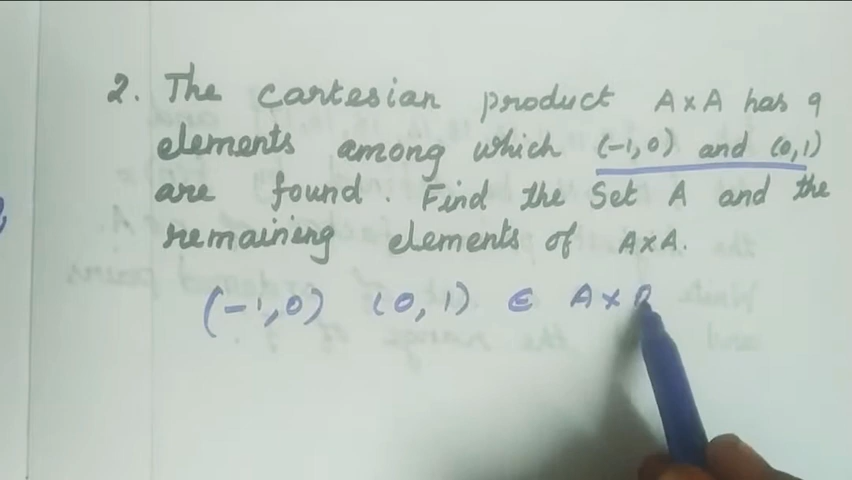 2. The cartesian product A×A has 9
elements among which (-1,0) and (0,1)
are found. Find the Set A and the
remaining elements of A×A.
(-1,0) (0,1) ∈ A×